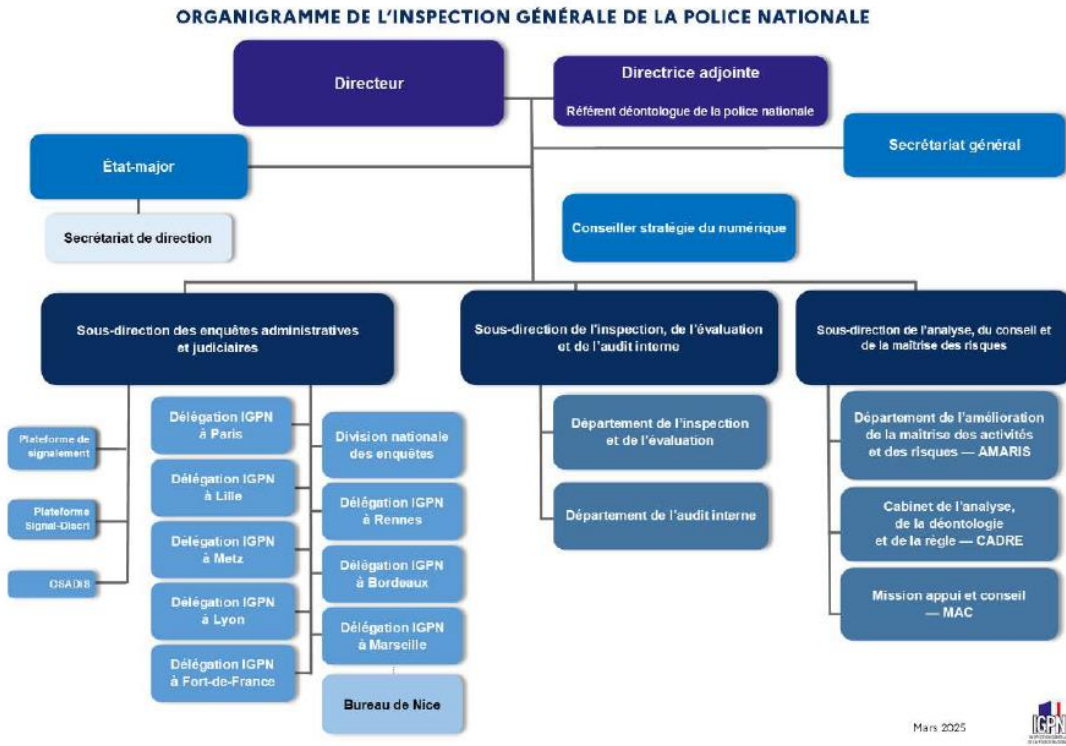 ORGANIGRAMME DE L'INSPECTION GÉNÉRALE DE LA POLICE NATIONALE
Directeur
Directrice adjointe
Référent déontologue de la police nationale
État-major
Secrétariat général
Secrétariat de direction
Conseiller stratégie du numérique
Sous-direction des enquêtes administratives
et judiciaires
Sous-direction de l'inspection, de l'évaluation
et de l'audit interne
Sous-direction de l'analyse, du conseil et
de la maîtrise des risques
Plateforme de
signalement
Plateforme
Signal-Discri
Délégation IGPN
à Paris
Délégation IGPN
à Lille
Délégation IGPN
à Metz
Délégation IGPN
à Lyon
Délégation IGPN
à Fort-de-France
Division nationale
des enquêtes
Délégation IGPN
à Rennes
Délégation IGPN
à Bordeaux
Délégation IGPN
à Marseille
Bureau de Nice
Département de l'inspection
et de l'évaluation
Département de l'audit interne
Département de l'amélioration
de la maîtrise des activités
et des risques — AMARIS
Cabinet de l'analyse,
de la déontologie
et de la règle — CADRE
Mission appui et conseil
— MAC
Mars 2025
IGPN